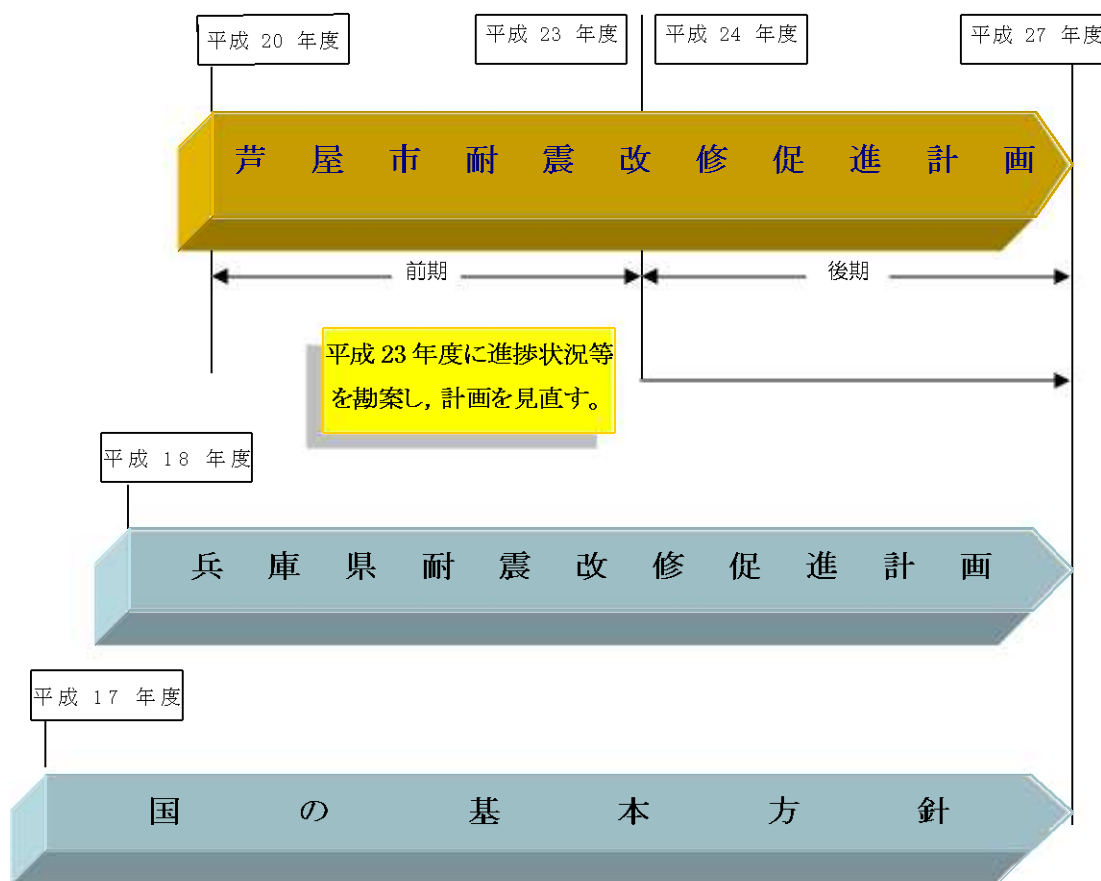 平成 20 年度
平成 23 年度
平成 24 年度
平成 27 年度
芦屋市耐震改修促進計画
前期
後期
平成 23 年度に進捗状況等
を勘案し, 計画を見直す。
平成 18 年度
兵庫県耐震改修促進計画
平成 17 年度
国の基本方針